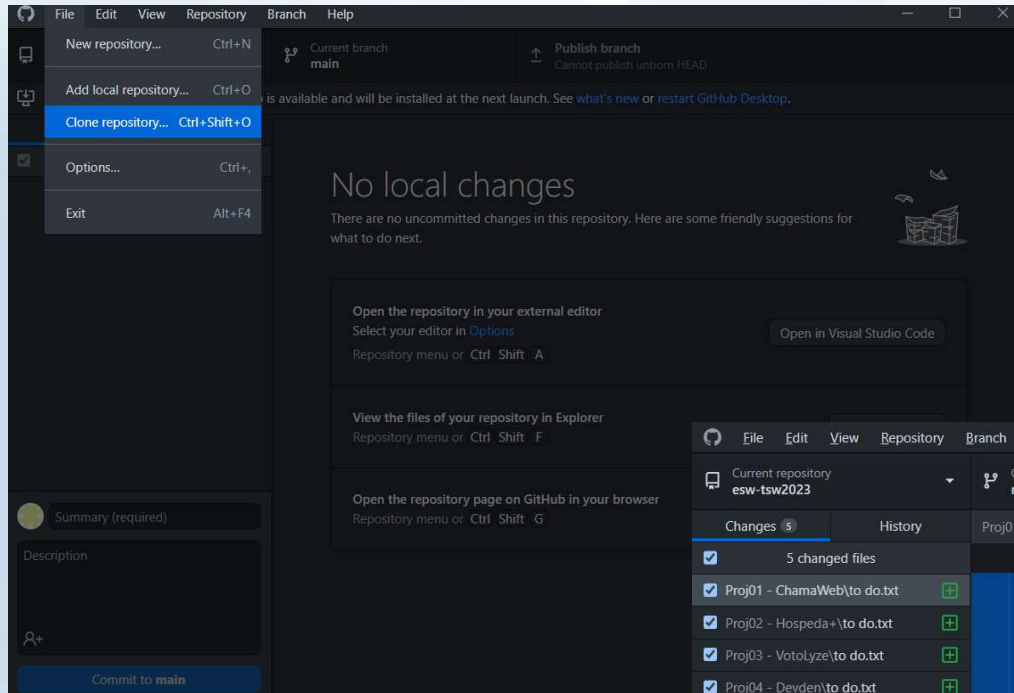 File Edit View Repository Branch Help
New repository... Ctrl+N
Add local repository... Ctrl+O
Clone repository... Ctrl+Shift+O
Options... Ctrl+,
Exit Alt+F4
Current branch
main
Publish branch
Cannot publish unborn HEAD
is available and will be installed at the next launch. See what's new or restart GitHub Desktop.
No local changes
There are no uncommitted changes in this repository. Here are some friendly suggestions for
what to do next.
Open the repository in your external editor
Select your editor in Options
Repository menu or Ctrl Shift A
Open in Visual Studio Code
View the files of your repository in Explorer
Repository menu or Ctrl Shift F
Open the repository page on GitHub in your browser
Repository menu or Ctrl Shift G
Summary (required)
Description
Commit to main
File Edit View Repository Branch
Current repository
esw-tsw2023
Changes 5 History
Proj0
5 changed files
Proj01 - ChamaWeb\to do.txt
Proj02 - Hospeda+\to do.txt
Proj03 - VotoLyze\to do.txt
Proj04 - Devden\to do.txt